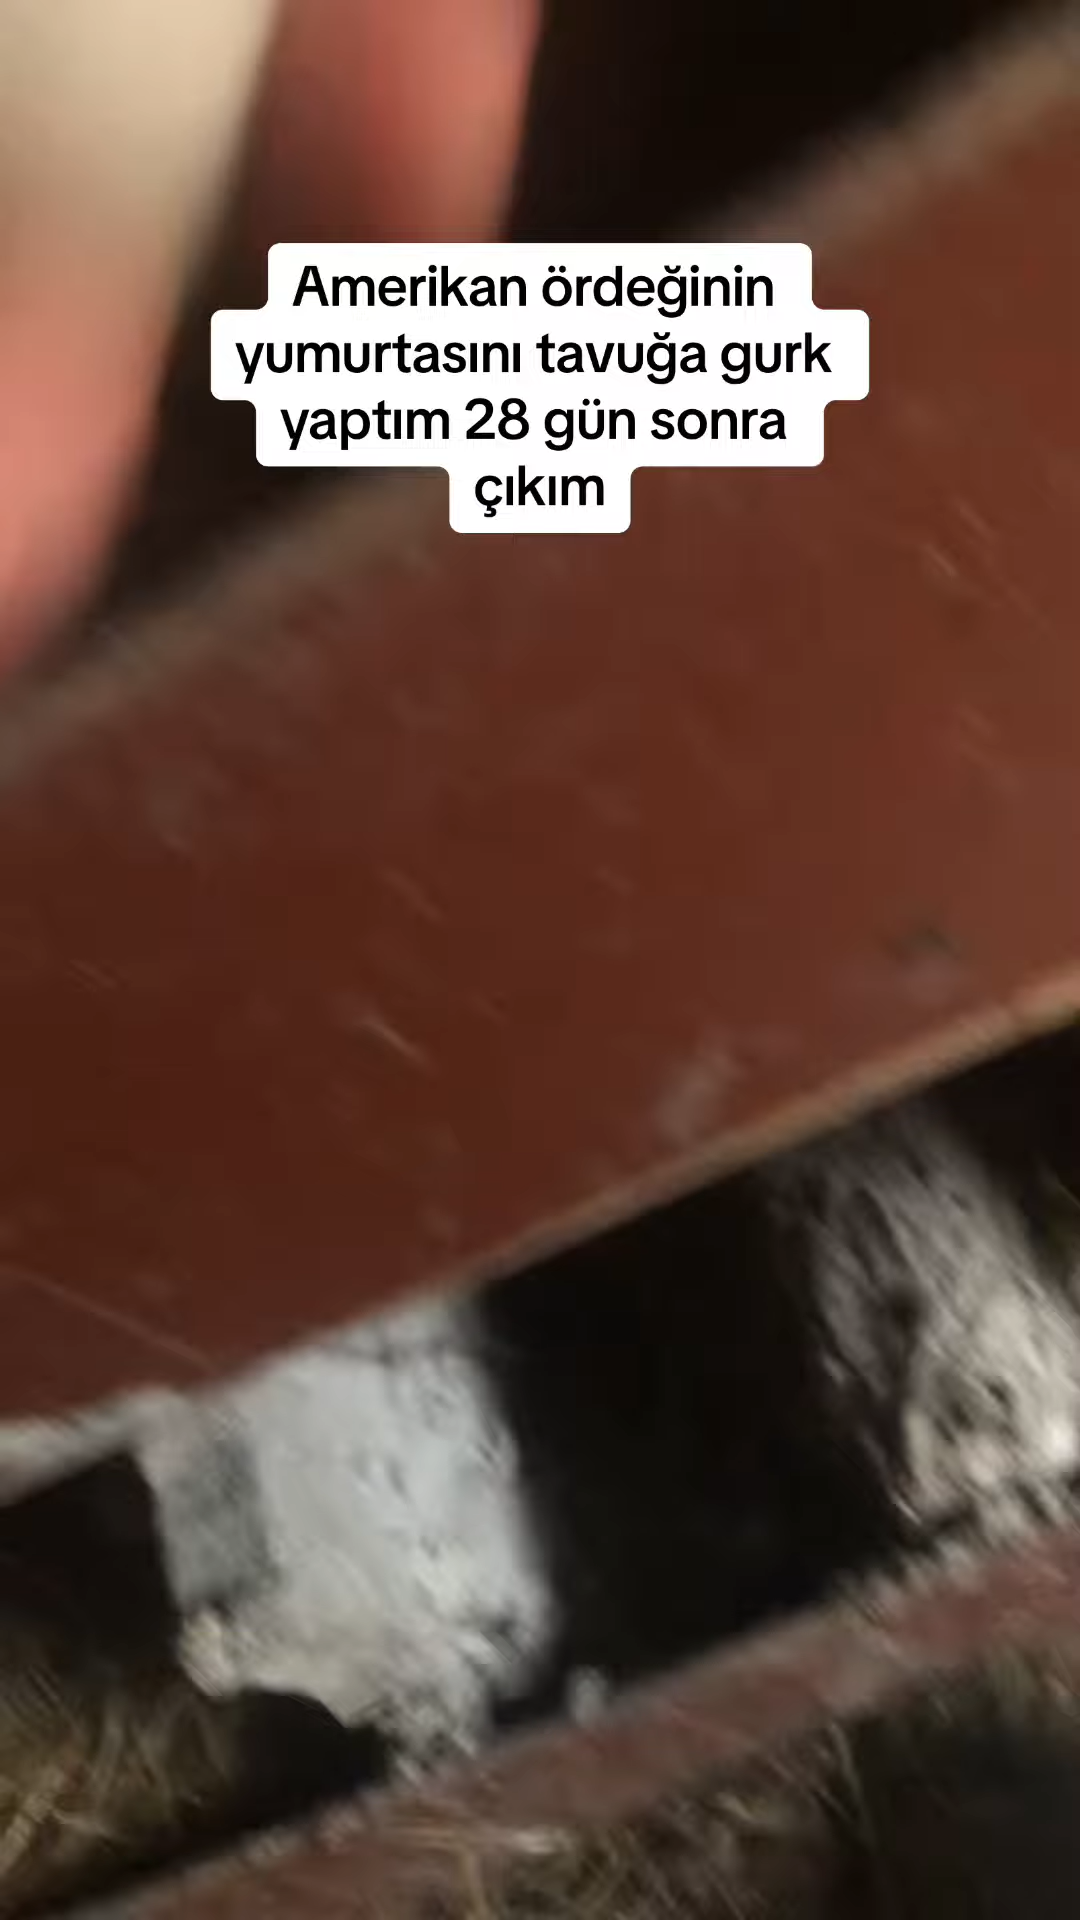 Amerikan ördeğinin
yumurtasını tavuğa gurk
yaptım 28 gün sonra
çıkım